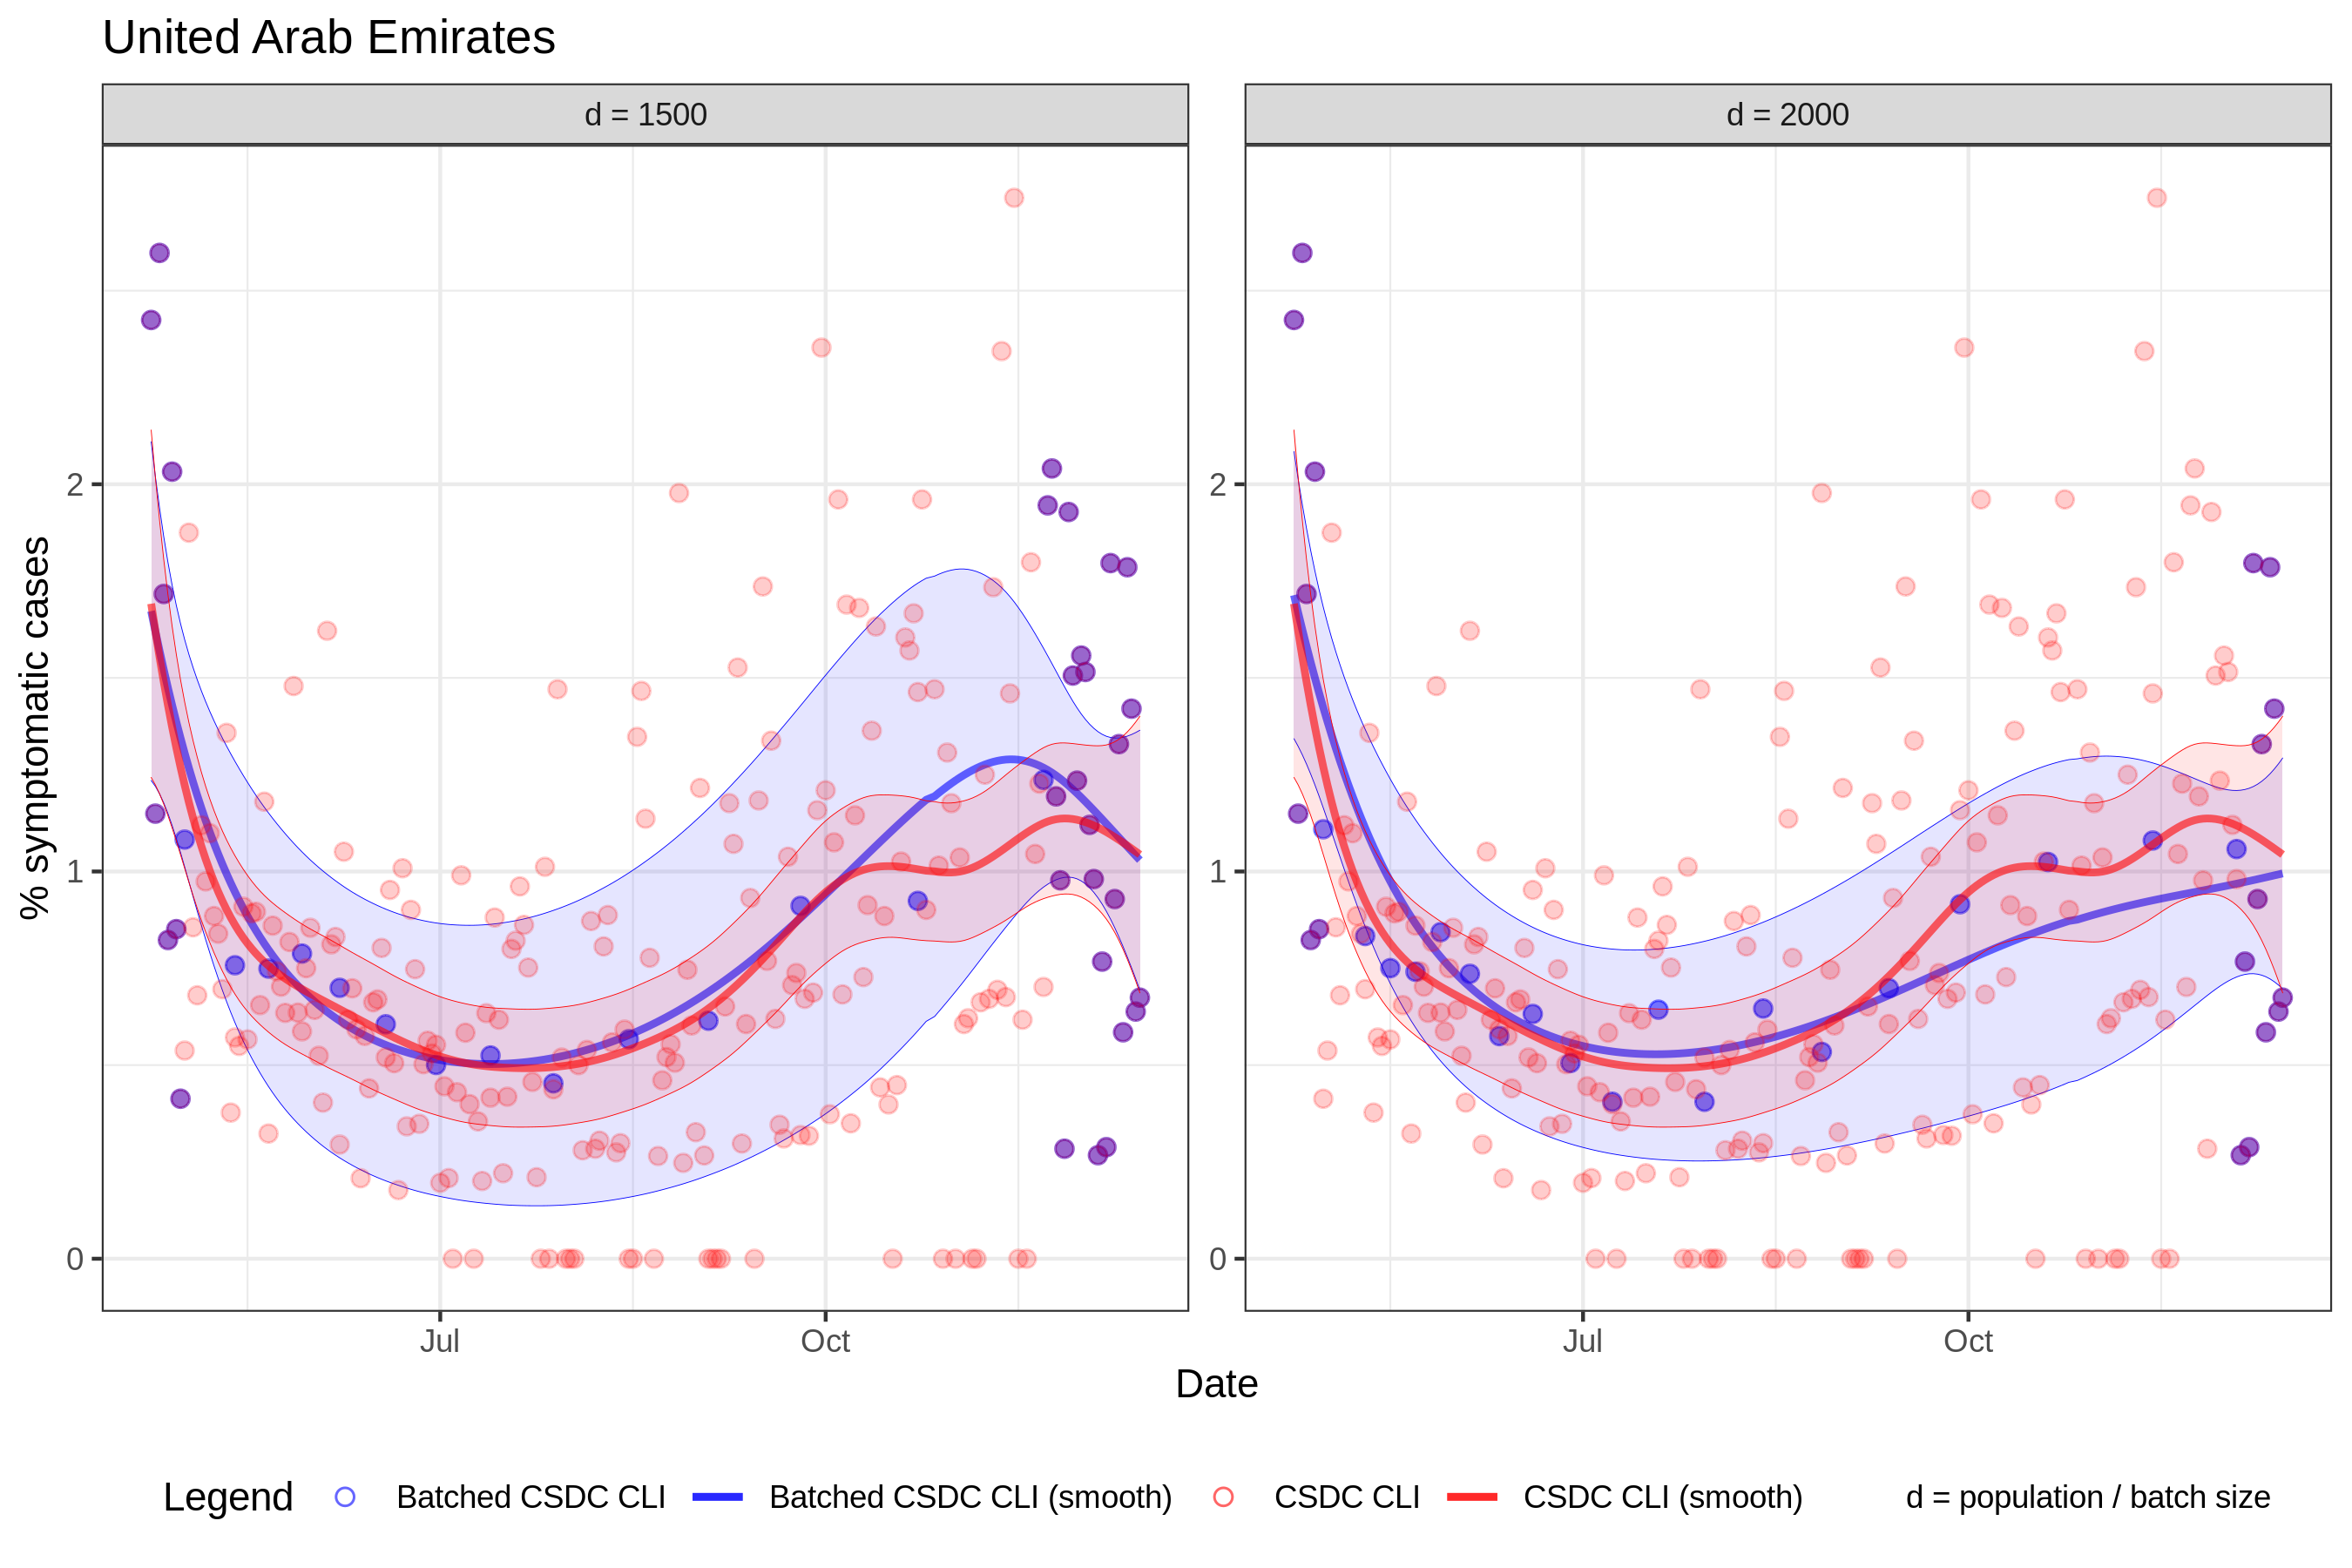 United Arab Emirates
d = 1500
d = 2000
% symptomatic cases
2
1
0
2
1
0
Jul
Oct
Jul
Oct
Date
Legend
Batched CSDC CLI
Batched CSDC CLI (smooth)
CSDC CLI
CSDC CLI (smooth)
d = population / batch size